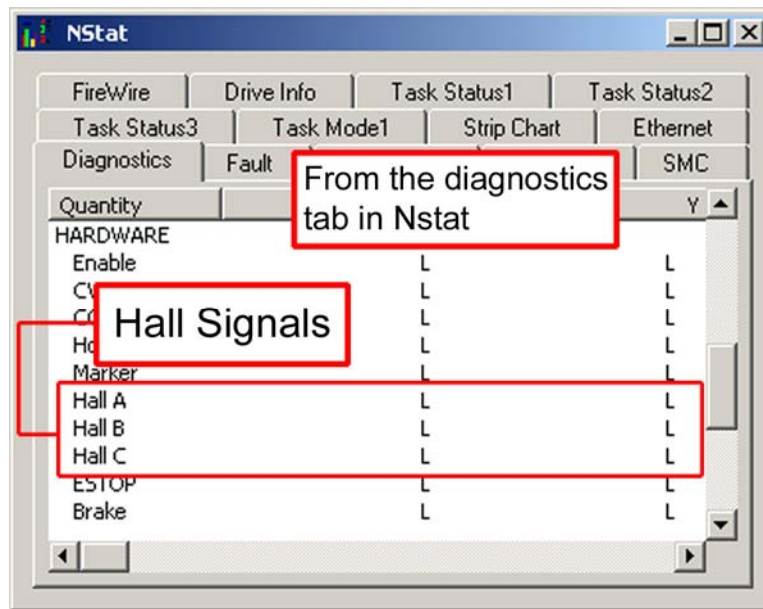 NStat
FireWire Drive Info Task Status1 Task Status2
Task Status3 Task Mode1 Strip Chart Ethernet
Diagnostics Fault SMC
From the diagnostics
tab in Nstat
Quantity Y
HARDWARE
Enable L L
L L
L L
L L
Hall Signals
Marker L L
Hall A L L
Hall B L L
Hall C L L
ESTOP L L
Brake L L